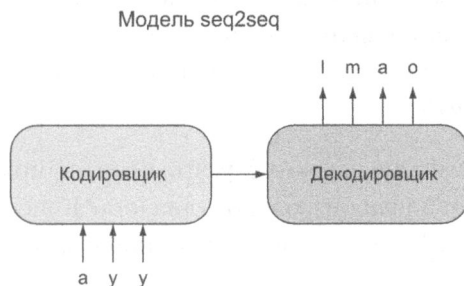 Модель seq2seq
l m a o
Кодировщик
Декодировщик
a y y